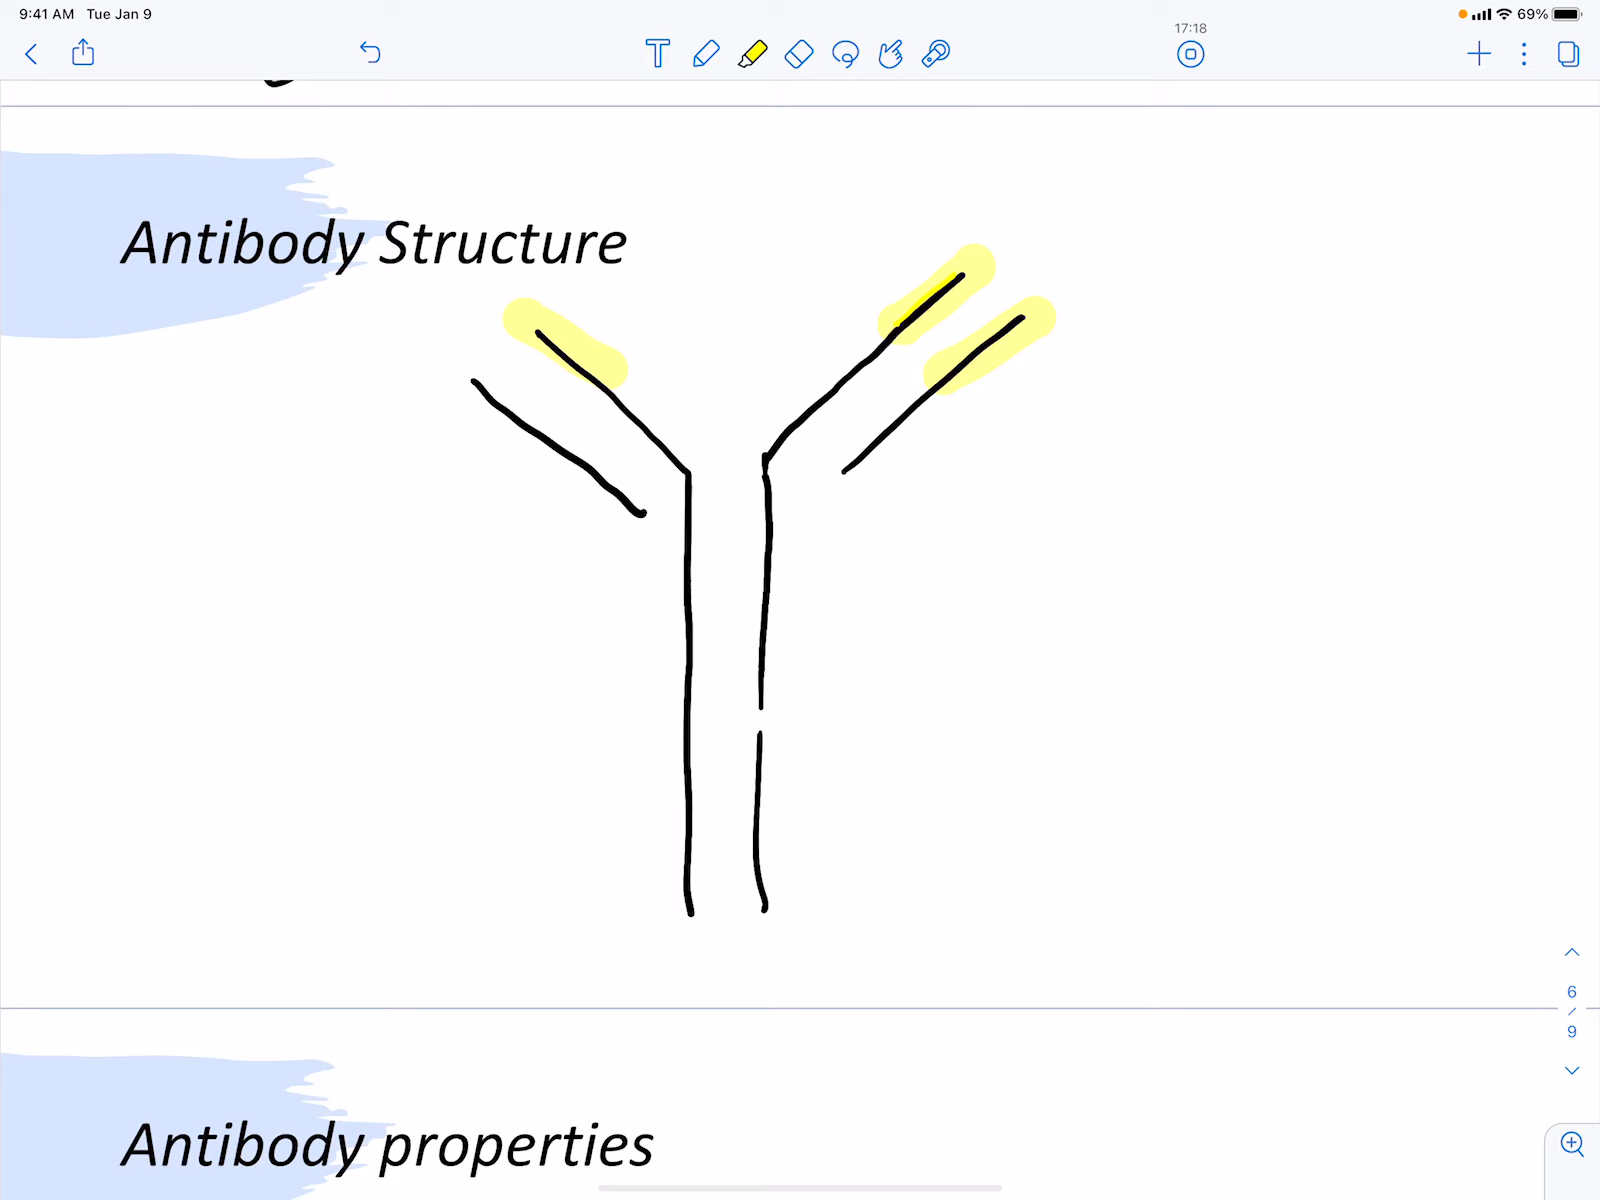 9:41 AM Tue Jan 9
69%
17:18
Antibody Structure
6
/
9
Antibody properties